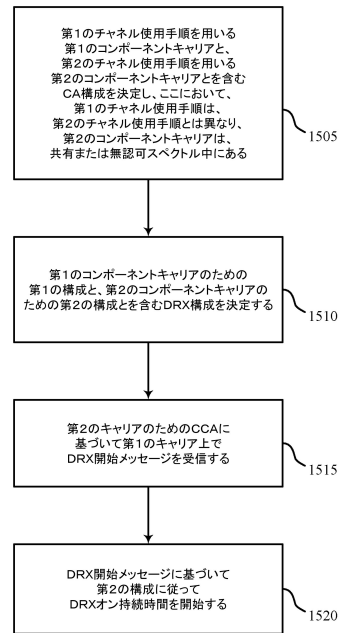 第1のチャネル使用手順を用いる
第1のコンポーネントキャリアと、
第2のチャネル使用手順を用いる
第2のコンポーネントキャリアとを含む
CA構成を決定し、ここにおいて、
第1のチャネル使用手順は、
第2のチャネル使用手順とは異なり、
第2のコンポーネントキャリアは、
共有または無認可スペクトル中にある
1505
第1のコンポーネントキャリアのための
第1の構成と、第2のコンポーネントキャリアの
ための第2の構成とを含むDRX構成を決定する
1510
第2のキャリアのためのCCAに
基づいて第1のキャリア上で
DRX開始メッセージを受信する
1515
DRX開始メッセージに基づいて
第2の構成に従って
DRXオン持続時間を開始する
1520